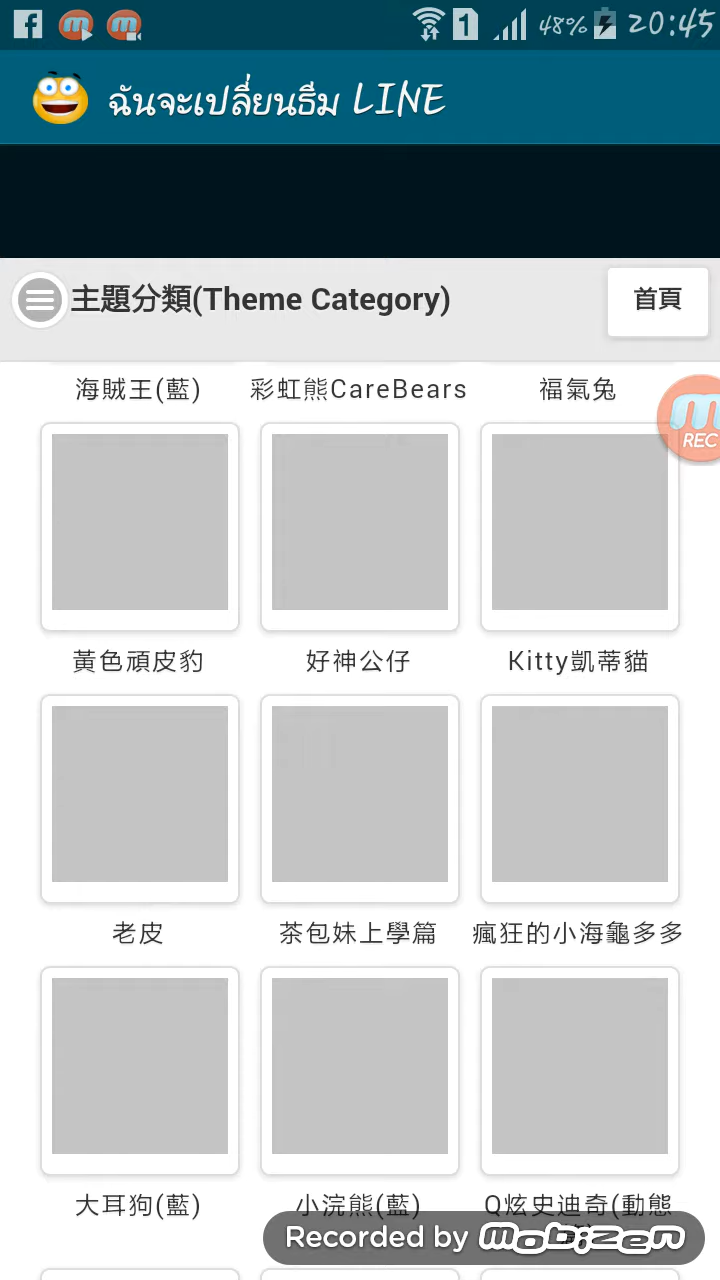 48% 20:45
ฉันจะเปลี่ยนธีม LINE
主題分類(Theme Category)
首頁
海賊王(藍) 彩虹熊CareBears 福氣兔
REC
黃色頑皮豹 好神公仔 Kitty凱蒂貓
老皮 茶包妹上學篇 瘋狂的小海龜多多
大耳狗(藍) 小浣熊(藍) Q炫史迪奇(動態
Recorded by mobizen